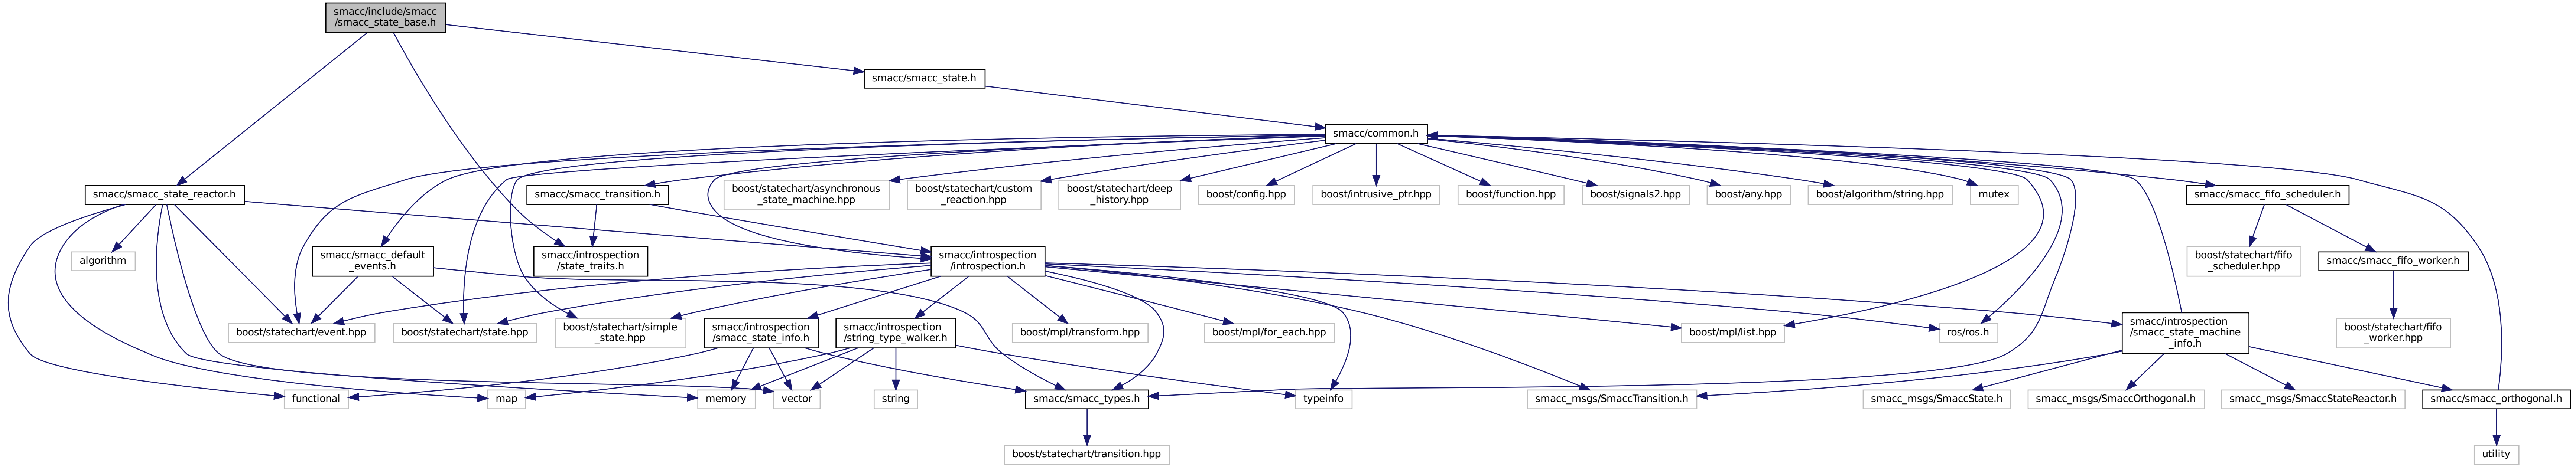 smacc/include/smacc
/smacc_state_base.h
smacc/smacc_state.h
smacc/common.h
smacc/smacc_state_reactor.h
smacc/smacc_transition.h
boost/statechart/asynchronous
_state_machine.hpp
boost/statechart/custom
_reaction.hpp
boost/statechart/deep
_history.hpp
boost/config.hpp
boost/intrusive_ptr.hpp
boost/function.hpp
boost/signals2.hpp
boost/any.hpp
boost/algorithm/string.hpp
mutex
smacc/smacc_fifo_scheduler.h
algorithm
smacc/smacc_default
_events.h
smacc/introspection
/state_traits.h
smacc/introspection
/introspection.h
boost/statechart/fifo
_scheduler.hpp
smacc/smacc_fifo_worker.h
boost/statechart/event.hpp
boost/statechart/state.hpp
boost/statechart/simple
_state.hpp
smacc/introspection
/smacc_state_info.h
smacc/introspection
/string_type_walker.h
boost/mpl/transform.hpp
boost/mpl/for_each.hpp
boost/mpl/list.hpp
ros/ros.h
smacc/introspection
/smacc_state_machine
_info.h
boost/statechart/fifo
_worker.hpp
functional
map
memory
vector
string
smacc/smacc_types.h
typeinfo
smacc_msgs/SmaccTransition.h
smacc_msgs/SmaccState.h
smacc_msgs/SmaccOrthogonal.h
smacc_msgs/SmaccStateReactor.h
smacc/smacc_orthogonal.h
boost/statechart/transition.hpp
utility